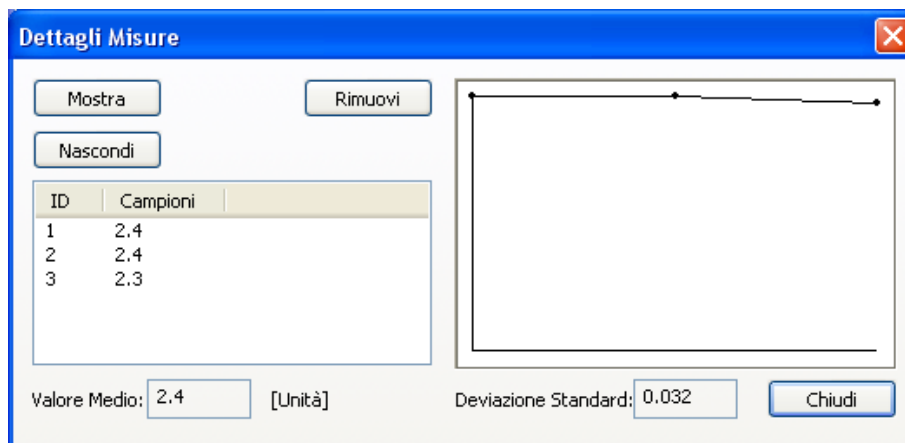 Dettagli Misure
Mostra
Rimuovi
Nascondi
ID Campioni
1 2.4
2 2.4
3 2.3
Valore Medio: 2.4 [Unità]
Deviazione Standard: 0.032
Chiudi